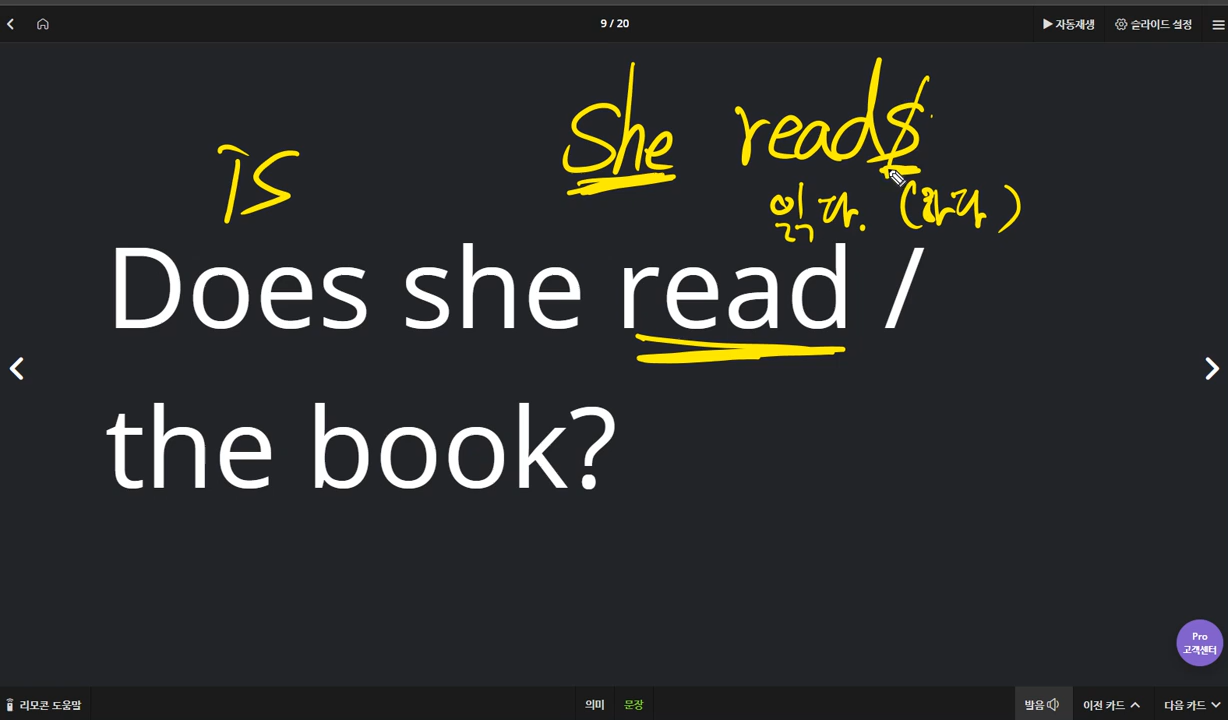 9 / 20
▶ 자동재생
슬라이드 설정
She reads
is
읽다. (하다)
Does she read /
the book?
Pro
고객센터
리모콘 도움말
의미
문장
발음
이전 카드
다음 카드